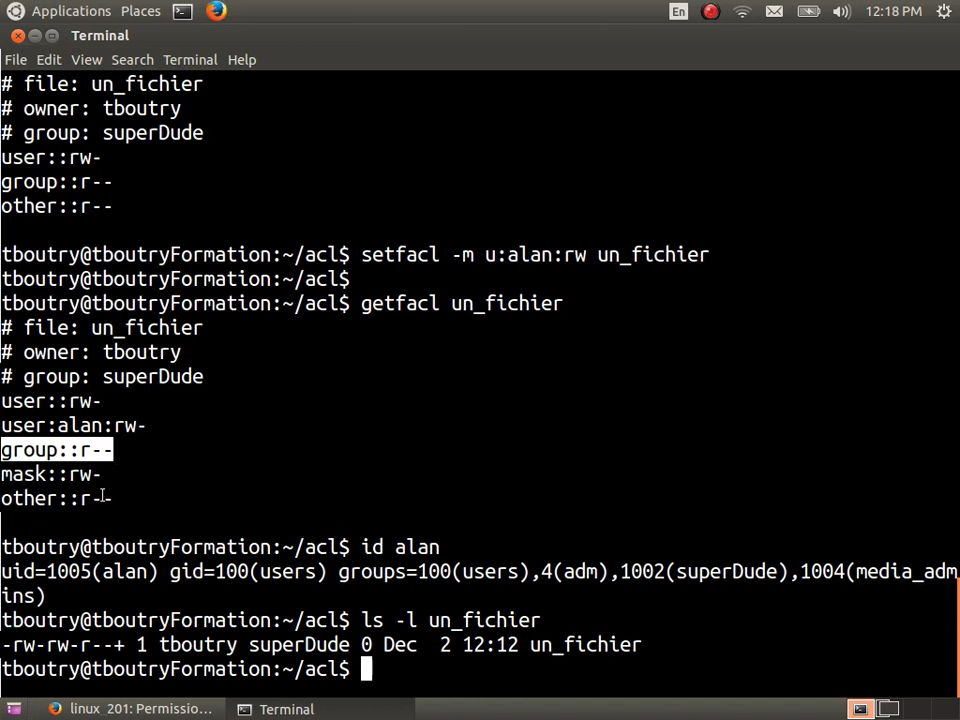 Applications Places En 12:18 PM
Terminal
File Edit View Search Terminal Help
# file: un_fichier
# owner: tboutry
# group: superDude
user::rw-
group::r--
other::r--
tboutry@tboutryFormation:~/acl$ setfacl -m u:alan:rw un_fichier
tboutry@tboutryFormation:~/acl$
tboutry@tboutryFormation:~/acl$ getfacl un_fichier
# file: un_fichier
# owner: tboutry
# group: superDude
user::rw-
user:alan:rw-
group::r--
mask::rw-
other::r--
tboutry@tboutryFormation:~/acl$ id alan
uid=1005(alan) gid=100(users) groups=100(users),4(adm),1002(superDude),1004(media_adm
ins)
tboutry@tboutryFormation:~/acl$ ls -l un_fichier
-rw-rw-r--+ 1 tboutry superDude 0 Dec  2 12:12 un_fichier
tboutry@tboutryFormation:~/acl$
linux_201: Permissio... Terminal